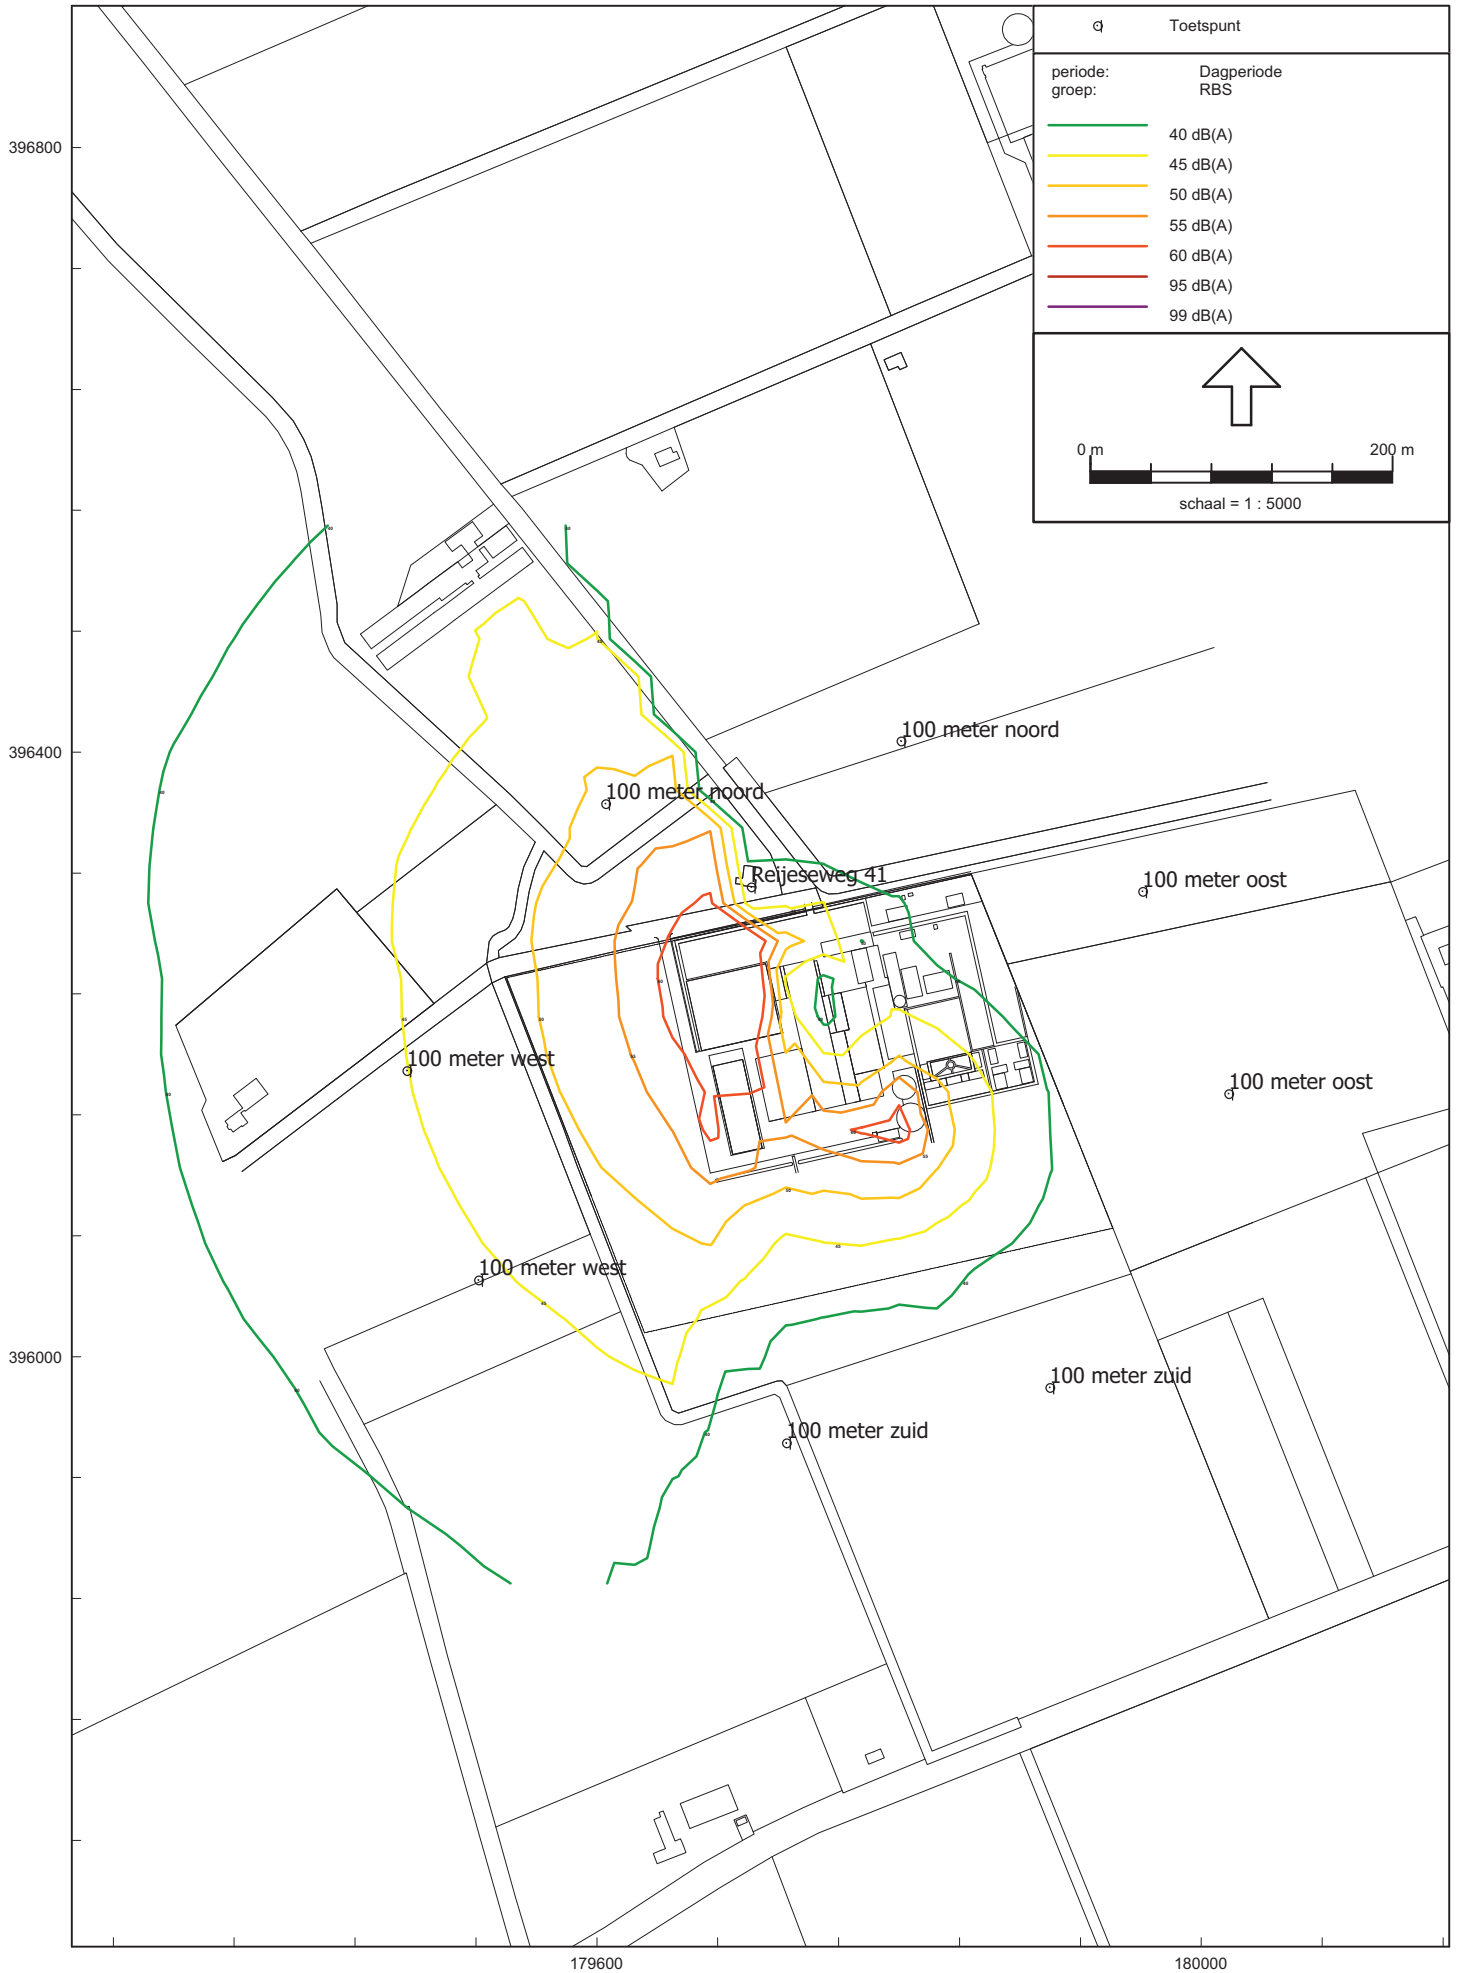 Toetspunt
periode: Dagperiode
groep: RBS
40 dB(A)
45 dB(A)
50 dB(A)
55 dB(A)
60 dB(A)
95 dB(A)
99 dB(A)
0 m 200 m
schaal = 1 : 5000
396800
396400
396000
179600 180000
100 meter noord
100 meter noord
Reijeseweg 41
100 meter oost
100 meter west
100 meter oost
100 meter west
100 meter zuid
100 meter zuid